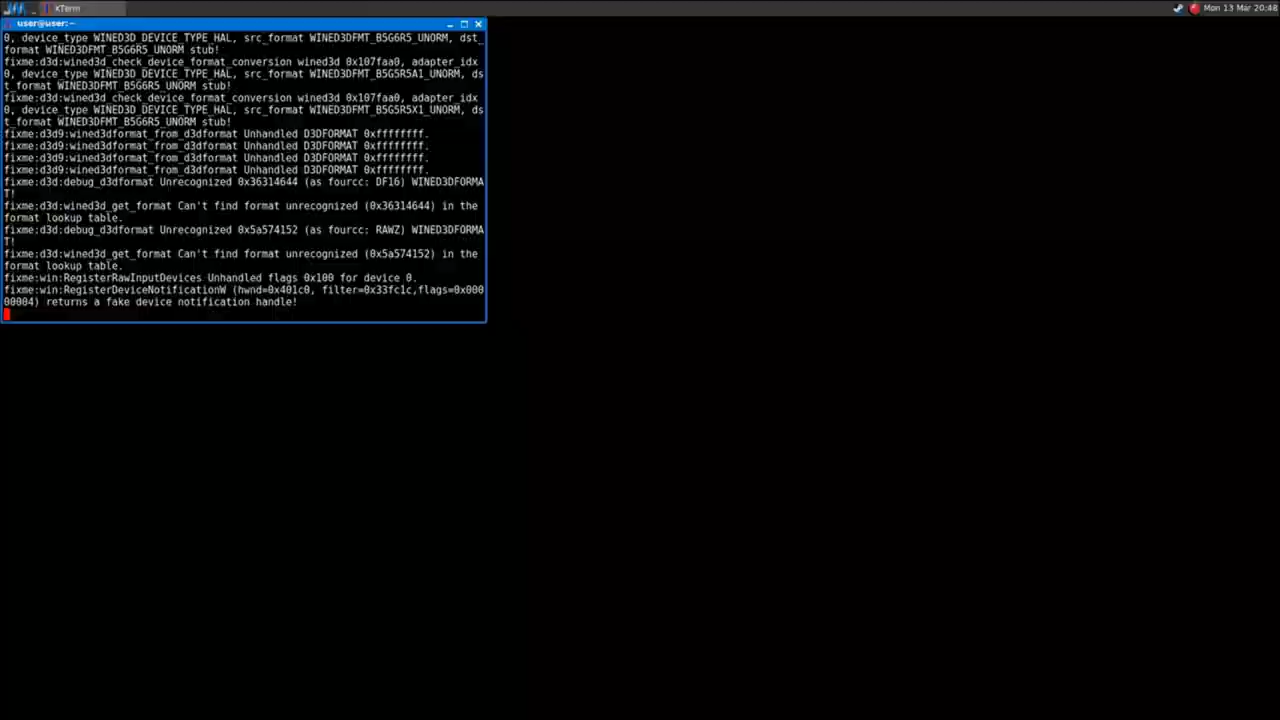 JWM _ KTerm Mon 13 Mar 20:48
user@user:~
0, device_type WINED3D_DEVICE_TYPE_HAL, src_format WINED3DFMT_B5G6R5_UNORM, dst_
format WINED3DFMT_B5G6R5_UNORM stub!
fixme:d3d:wined3d_check_device_format_conversion wined3d 0x107faa0, adapter_idx
0, device_type WINED3D_DEVICE_TYPE_HAL, src_format WINED3DFMT_B5G5R5A1_UNORM, ds
t_format WINED3DFMT_B5G6R5_UNORM stub!
fixme:d3d:wined3d_check_device_format_conversion wined3d 0x107faa0, adapter_idx
0, device_type WINED3D_DEVICE_TYPE_HAL, src_format WINED3DFMT_B5G5R5X1_UNORM, ds
t_format WINED3DFMT_B5G6R5_UNORM stub!
fixme:d3d9:wined3dformat_from_d3dformat Unhandled D3DFORMAT 0xffffffff.
fixme:d3d9:wined3dformat_from_d3dformat Unhandled D3DFORMAT 0xffffffff.
fixme:d3d9:wined3dformat_from_d3dformat Unhandled D3DFORMAT 0xffffffff.
fixme:d3d9:wined3dformat_from_d3dformat Unhandled D3DFORMAT 0xffffffff.
fixme:d3d:debug_d3dformat Unrecognized 0x36314644 (as fourcc: DF16) WINED3DFORMA
T!
fixme:d3d:wined3d_get_format Can't find format unrecognized (0x36314644) in the
format lookup table.
fixme:d3d:debug_d3dformat Unrecognized 0x5a574152 (as fourcc: RAWZ) WINED3DFORMA
T!
fixme:d3d:wined3d_get_format Can't find format unrecognized (0x5a574152) in the
format lookup table.
fixme:win:RegisterRawInputDevices Unhandled flags 0x100 for device 0.
fixme:win:RegisterDeviceNotificationW (hwnd=0x401c0, filter=0x33fc1c,flags=0x000
00004) returns a fake device notification handle!